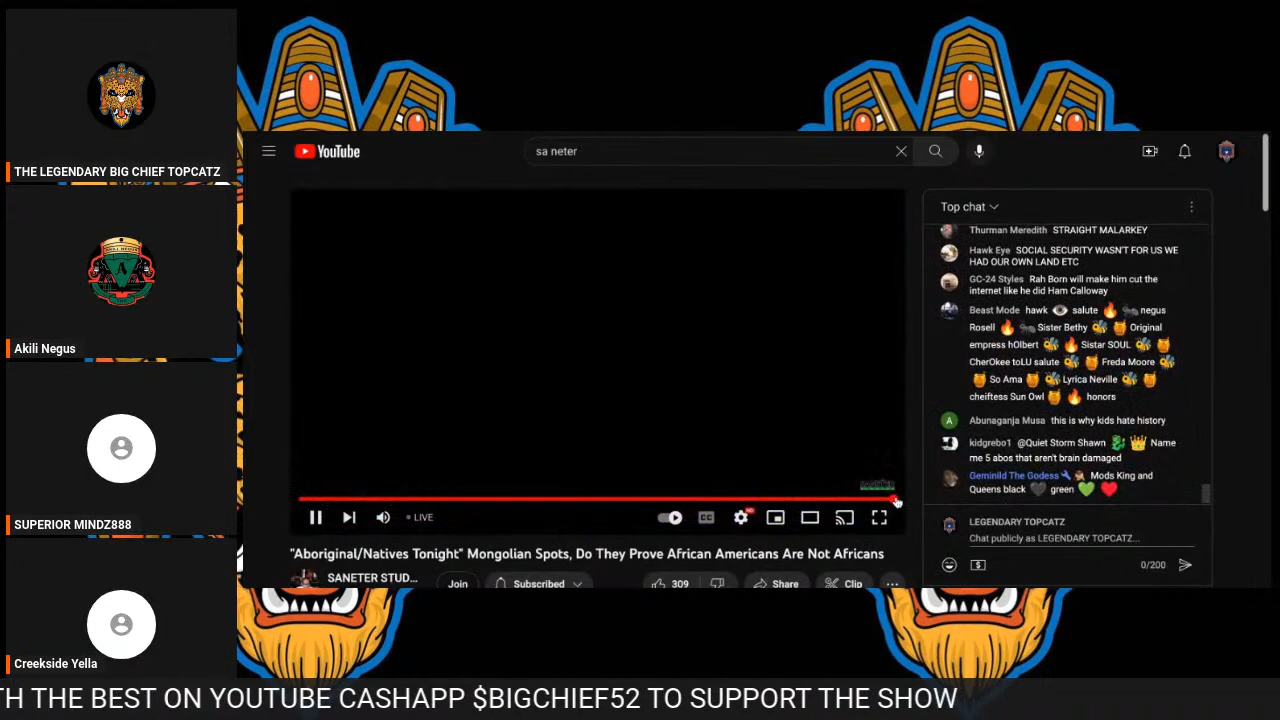 THE LEGENDARY BIG CHIEF TOPCATZ
Akili Negus
SUPERIOR MINDZ888
Creekside Yella
YouTube
sa neter
LIVE
CC
HD
"Aboriginal/Natives Tonight" Mongolian Spots, Do They Prove African Americans Are Not Africans
SANETER STUD...
Join
Subscribed
309
Share
Clip
Top chat
Thurman Meredith STRAIGHT MALARKEY
Hawk Eye SOCIAL SECURITY WASN'T FOR US WE
HAD OUR OWN LAND ETC
GC-24 Styles Rah Born will make him cut the
internet like he did Ham Calloway
Beast Mode hawk 👁 salute 🔥 🐜 negus
Rosell 🔥 🐜 Sister Bethy 🐝 🍯 Original
empress hOlbert 🐝 🔥 Sistar SOUL 🐝 🍯
CherOkee toLU salute 🐝 🍯 Freda Moore 🐝
🍯 So Ama 🍯 🐝 Lyrica Neville 🐝 🍯
cheiftess Sun Owl 🍯 🔥 honors
A
Abunaganja Musa this is why kids hate history
kidgrebo1 @Quiet Storm Shawn 🐉 👑 Name
me 5 abos that aren't brain damaged
GeminiId The Godess Mods King and
Queens black 🖤 green 💚 ❤️
LEGENDARY TOPCATZ
Chat publicly as LEGENDARY TOPCATZ...
0/200
TH THE BEST ON YOUTUBE CASHAPP $BIGCHIEF52 TO SUPPORT THE SHOW